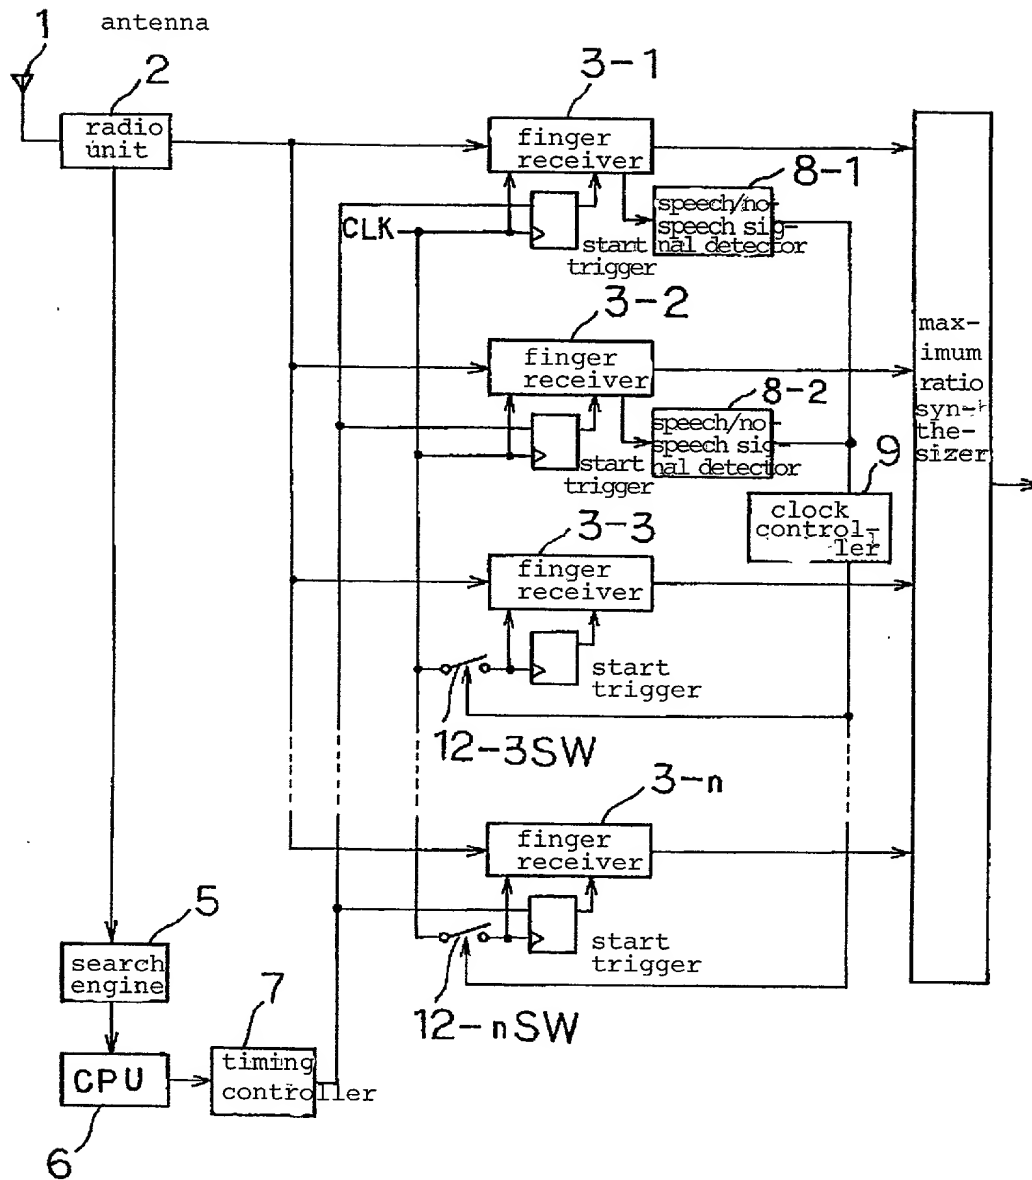 1 antenna
2
radio
unit
3-1
finger
receiver
8-1
speech/no-
speech sig-
nal detector
CLK
start
trigger
3-2
finger
receiver
8-2
speech/no-
speech sig-
nal detector
start
trigger
max-
imum
ratio
syn-
the-
sizer
9
clock
control-
ler
3-3
finger
receiver
start
trigger
12-3SW
3-n
finger
receiver
start
trigger
12-nSW
5
search
engine
7
timing
controller
CPU
6